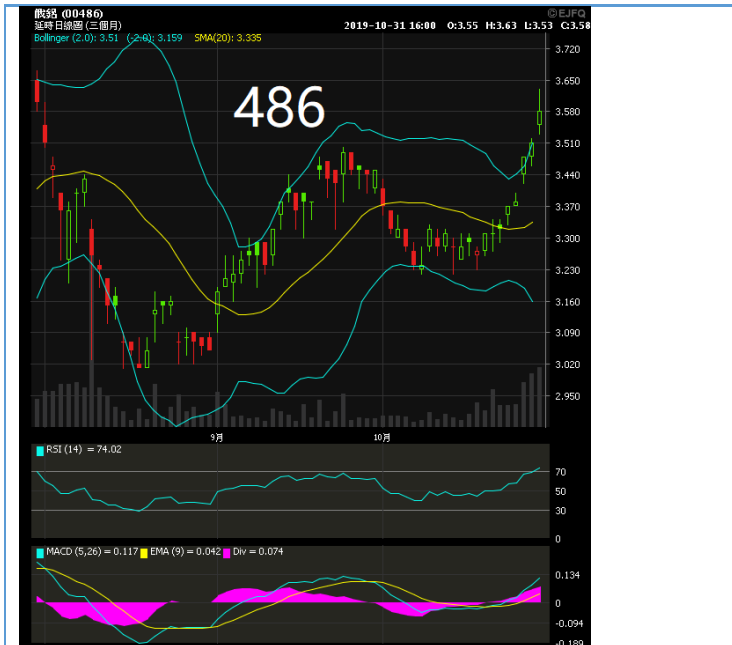 俄鋁 (00486)
©EJFQ
延時日線圖 (三個月)
2019-10-31 16:00 O:3.55 H:3.63 L:3.53 C:3.58
Bollinger (2.0): 3.51 (-2.0): 3.159 SMA(20): 3.335
486
3.720
3.650
3.580
3.510
3.440
3.370
3.300
3.230
3.160
3.090
3.020
2.950
9月 10月
RSI (14) = 74.02
70
50
30
0
MACD (5,26) = 0.117 EMA (9) = 0.042 Div = 0.074
0.134
0
-0.094
-0.189